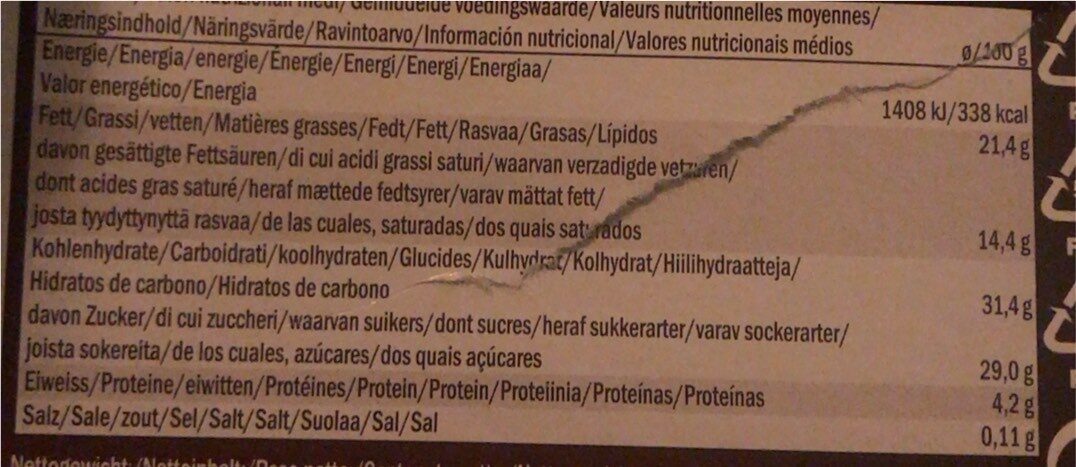 voedingswaarde/Valeurs nutritionnelles moyennes/
Næringsindhold/Näringsvärde/Ravintoarvo/Información nutricional/Valores nutricionais médios ø/100 g
Energie/Energia/energie/Énergie/Energi/Energi/Energiaa/
Valor energético/Energia 1408 kJ/338 kcal
Fett/Grassi/vetten/Matières grasses/Fedt/Fett/Rasvaa/Grasas/Lípidos 21,4 g
davon gesättigte Fettsäuren/di cui acidi grassi saturi/waarvan verzadigde vetzuren/
dont acides gras saturé/heraf mættede fedtsyrer/varav mättat fett/
josta tyydyttynyttä rasvaa/de las cuales, saturadas/dos quais saturados 14,4 g
Kohlenhydrate/Carboidrati/koolhydraten/Glucides/Kulhydrat/Kolhydrat/Hiilihydraatteja/
Hidratos de carbono/Hidratos de carbono 31,4 g
davon Zucker/di cui zuccheri/waarvan suikers/dont sucres/heraf sukkerarter/varav sockerarter/
joista sokereita/de los cuales, azúcares/dos quais açúcares 29,0 g
Eiweiss/Proteine/eiwitten/Protéines/Protein/Protein/Proteiinia/Proteínas/Proteínas 4,2 g
Salz/Sale/zout/Sel/Salt/Salt/Suolaa/Sal/Sal 0,11 g